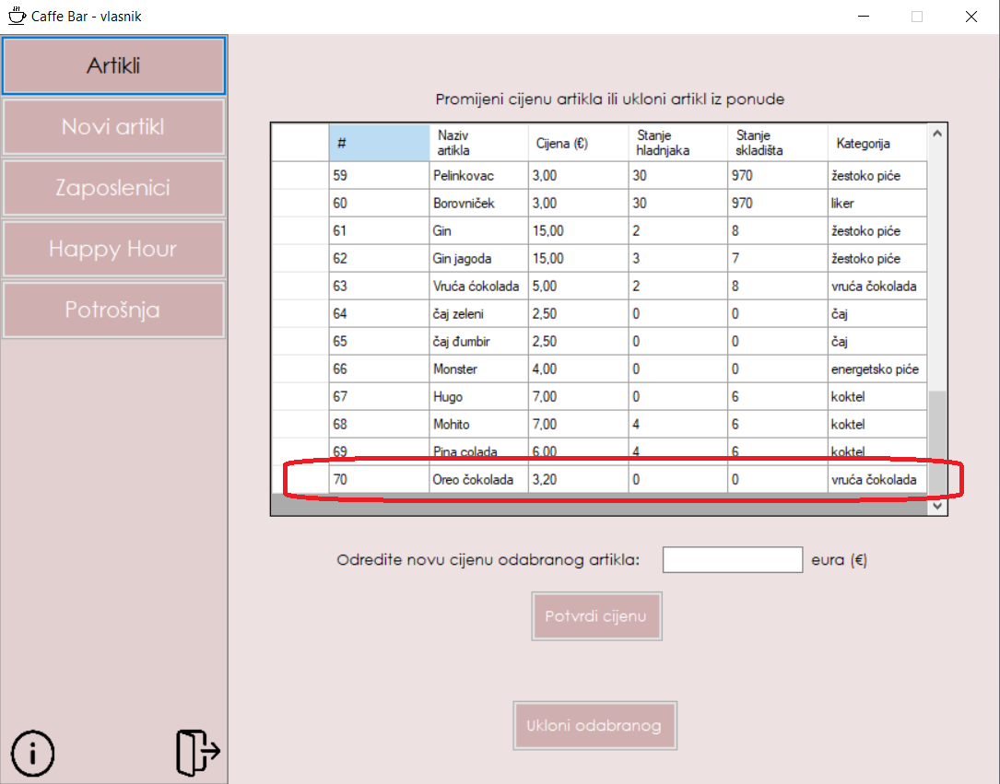 Caffe Bar - vlasnik
Artikli
Novi artikl
Zaposlenici
Happy Hour
Potrošnja
Promijeni cijenu artikla ili ukloni artikl iz ponude
# Naziv artikla Cijena (€) Stanje hladnjaka Stanje skladišta Kategorija
59 Pelinkovac 3,00 30 970 žestoko piće
60 Borovniček 3,00 30 970 liker
61 Gin 15,00 2 8 žestoko piće
62 Gin jagoda 15,00 3 7 žestoko piće
63 Vruća ćokolada 5,00 2 8 vruća čokolada
64 čaj zeleni 2,50 0 0 čaj
65 čaj đumbir 2,50 0 0 čaj
66 Monster 4,00 0 0 energetsko piće
67 Hugo 7,00 0 6 koktel
68 Mohito 7,00 4 6 koktel
69 Pina colada 6,00 4 6 koktel
70 Oreo čokolada 3,20 0 0 vruća čokolada
Odredite novu cijenu odabranog artikla: eura (€)
Potvrdi cijenu
Ukloni odabranog